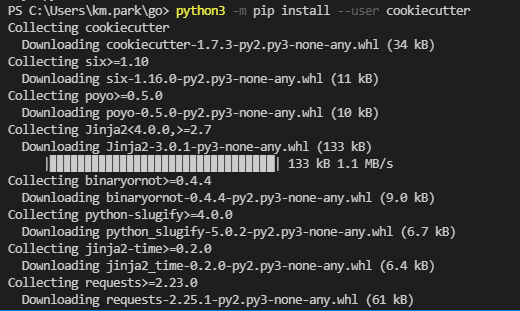 PS C:\Users\km.park\go> python3 -m pip install --user cookiecutter
Collecting cookiecutter
Downloading cookiecutter-1.7.3-py2.py3-none-any.whl (34 kB)
Collecting six>=1.10
Downloading six-1.16.0-py2.py3-none-any.whl (11 kB)
Collecting poyo>=0.5.0
Downloading poyo-0.5.0-py2.py3-none-any.whl (10 kB)
Collecting Jinja2<4.0.0,>=2.7
Downloading Jinja2-3.0.1-py3-none-any.whl (133 kB)
|████████████████████████████████| 133 kB 1.1 MB/s
Collecting binaryornot>=0.4.4
Downloading binaryornot-0.4.4-py2.py3-none-any.whl (9.0 kB)
Collecting python-slugify>=4.0.0
Downloading python_slugify-5.0.2-py2.py3-none-any.whl (6.7 kB)
Collecting jinja2-time>=0.2.0
Downloading jinja2_time-0.2.0-py2.py3-none-any.whl (6.4 kB)
Collecting requests>=2.23.0
Downloading requests-2.25.1-py2.py3-none-any.whl (61 kB)